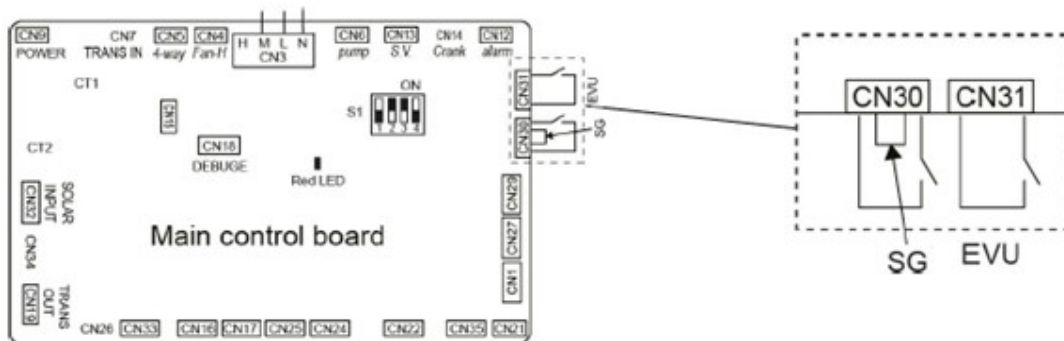 CN9 CN7 CN5 CN4 CN6 CN13 CN14 CN12
POWER TRANS IN 4-way Fan-H H M L N pump S.V. Crank alarm
CN3
CT1
ON
S1
1 2 3 4
CN15
CN18
DEBUGE
CT2
Red LED
CN31
EVU
CN30
SG
SOLAR
INPUT
CN32
CN29
CN27
CN1
Main control board
CN34
TRANS
OUT
CN19
CN26 CN33 CN16 CN17 CN25 CN24 CN22 CN35 CN21
CN30 CN31
SG EVU